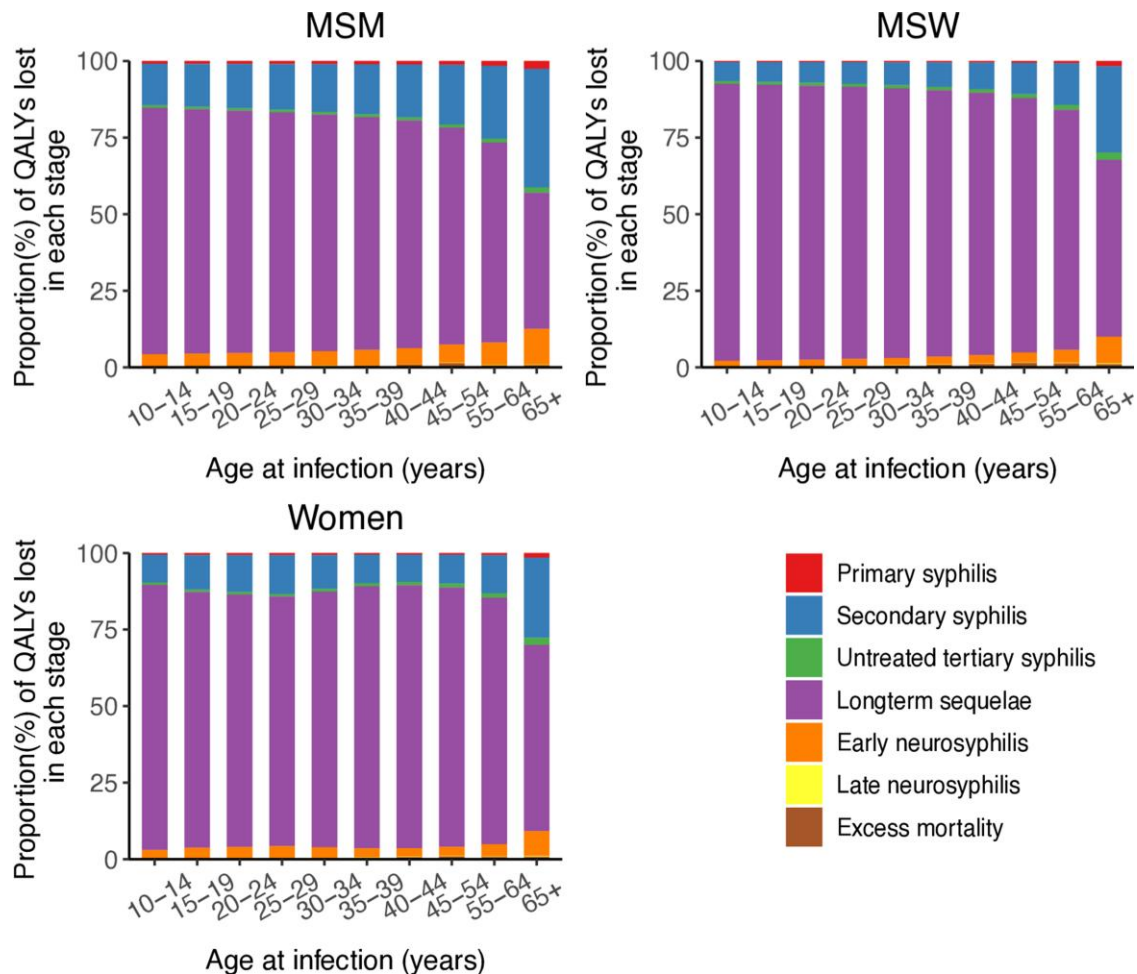 MSM
Proportion(%) of QALYs lost
in each stage
100
75
50
25
0
10–14
15–19
20–24
25–29
30–34
35–39
40–44
45–54
55–64
65+
Age at infection (years)
MSW
Proportion(%) of QALYs lost
in each stage
100
75
50
25
0
10–14
15–19
20–24
25–29
30–34
35–39
40–44
45–54
55–64
65+
Age at infection (years)
Women
Proportion(%) of QALYs lost
in each stage
100
75
50
25
0
10–14
15–19
20–24
25–29
30–34
35–39
40–44
45–54
55–64
65+
Age at infection (years)
Primary syphilis
Secondary syphilis
Untreated tertiary syphilis
Longterm sequelae
Early neurosyphilis
Late neurosyphilis
Excess mortality